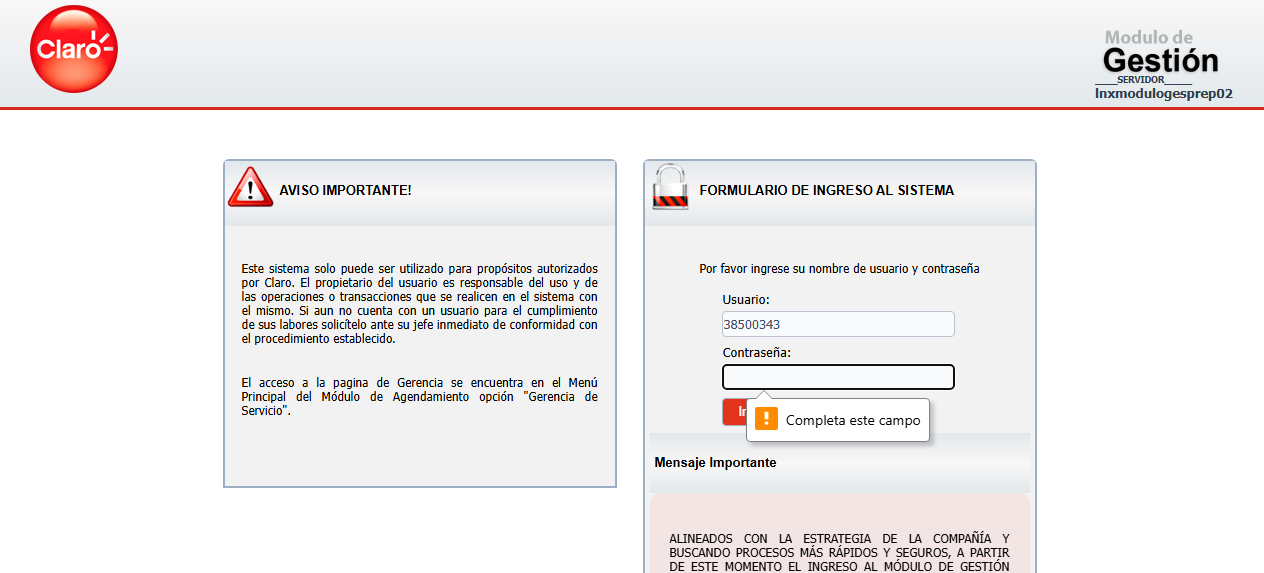 Claro
Modulo de
Gestión
____SERVIDOR_____
lnxmodulogesprep02
AVISO IMPORTANTE!
Este sistema solo puede ser utilizado para propósitos autorizados
por Claro. El propietario del usuario es responsable del uso y de
las operaciones o transacciones que se realicen en el sistema con
el mismo. Si aun no cuenta con un usuario para el cumplimiento
de sus labores solicítelo ante su jefe inmediato de conformidad con
el procedimiento establecido.
El acceso a la pagina de Gerencia se encuentra en el Menú
Principal del Módulo de Agendamiento opción "Gerencia de
Servicio".
FORMULARIO DE INGRESO AL SISTEMA
Por favor ingrese su nombre de usuario y contraseña
Usuario:
38500343
Contraseña:
Completa este campo
Mensaje Importante
ALINEADOS CON LA ESTRATEGIA DE LA COMPAÑÍA Y
BUSCANDO PROCESOS MÁS RÁPIDOS Y SEGUROS, A PARTIR
DE ESTE MOMENTO EL INGRESO AL MÓDULO DE GESTIÓN